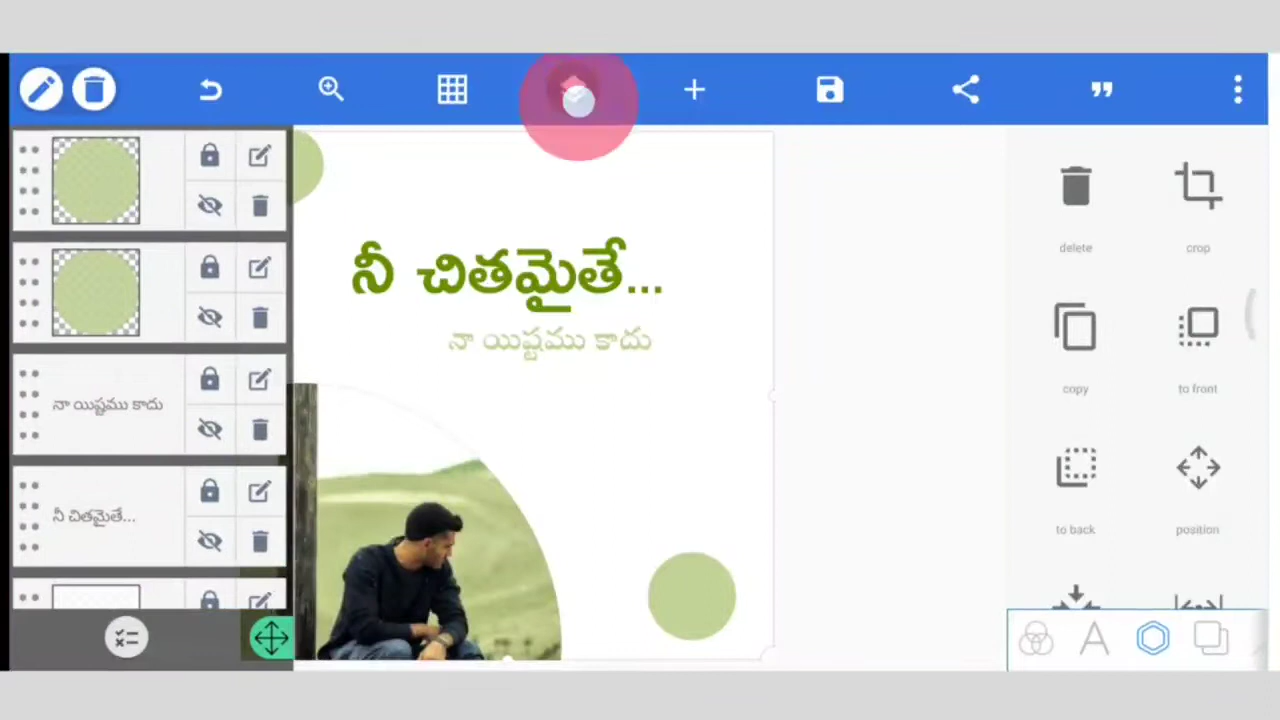 నీ చితమైతే...
నా యిష్టము కాదు
నా యిష్టము కాదు
నీ చితమైతే...
delete
crop
copy
to front
to back
position